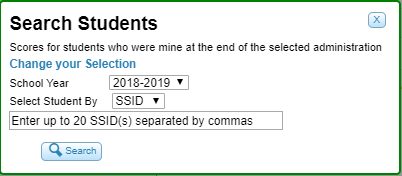 Search Students X
Scores for students who were mine at the end of the selected administration
Change your Selection
School Year 2018-2019
Select Student By SSID
Enter up to 20 SSID(s) separated by commas
Search